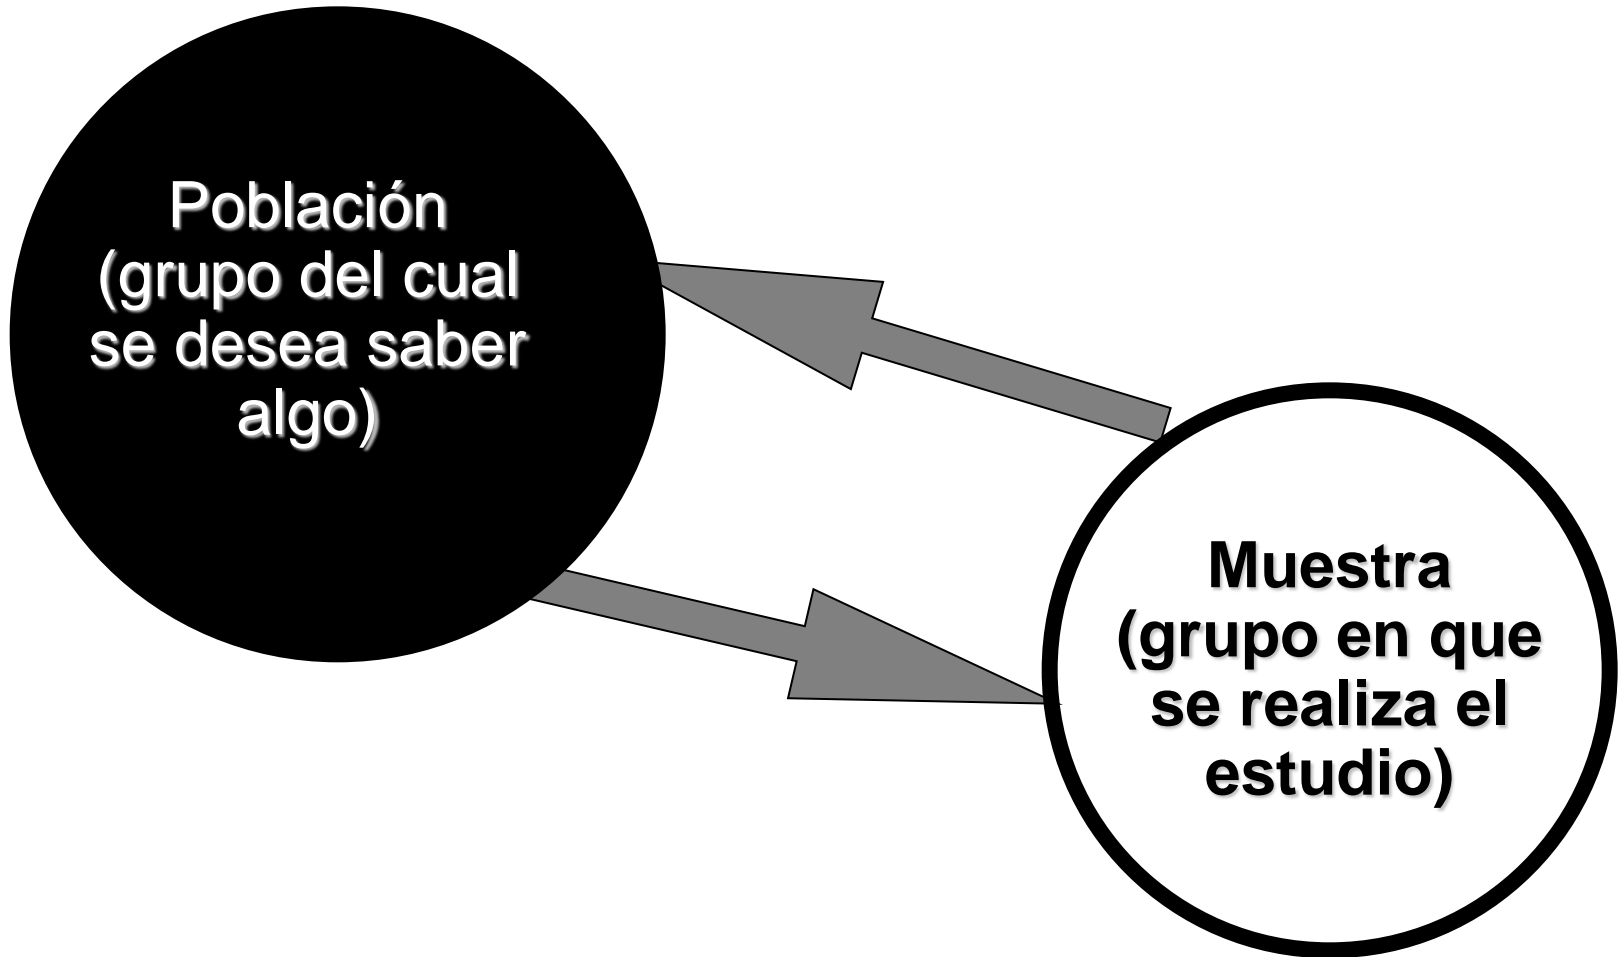 Población
(grupo del cual
se desea saber
algo)
Muestra
(grupo en que
se realiza el
estudio)